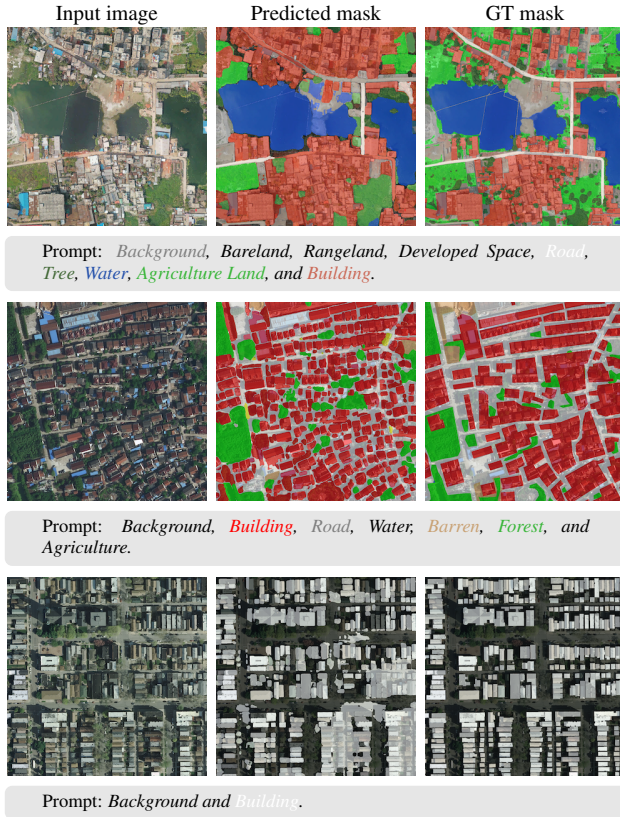 Input image Predicted mask GT mask
Prompt: Background, Bareland, Rangeland, Developed Space, Road,
Tree, Water, Agriculture Land, and Building.
Prompt: Background, Building, Road, Water, Barren, Forest, and
Agriculture.
Prompt: Background and Building.